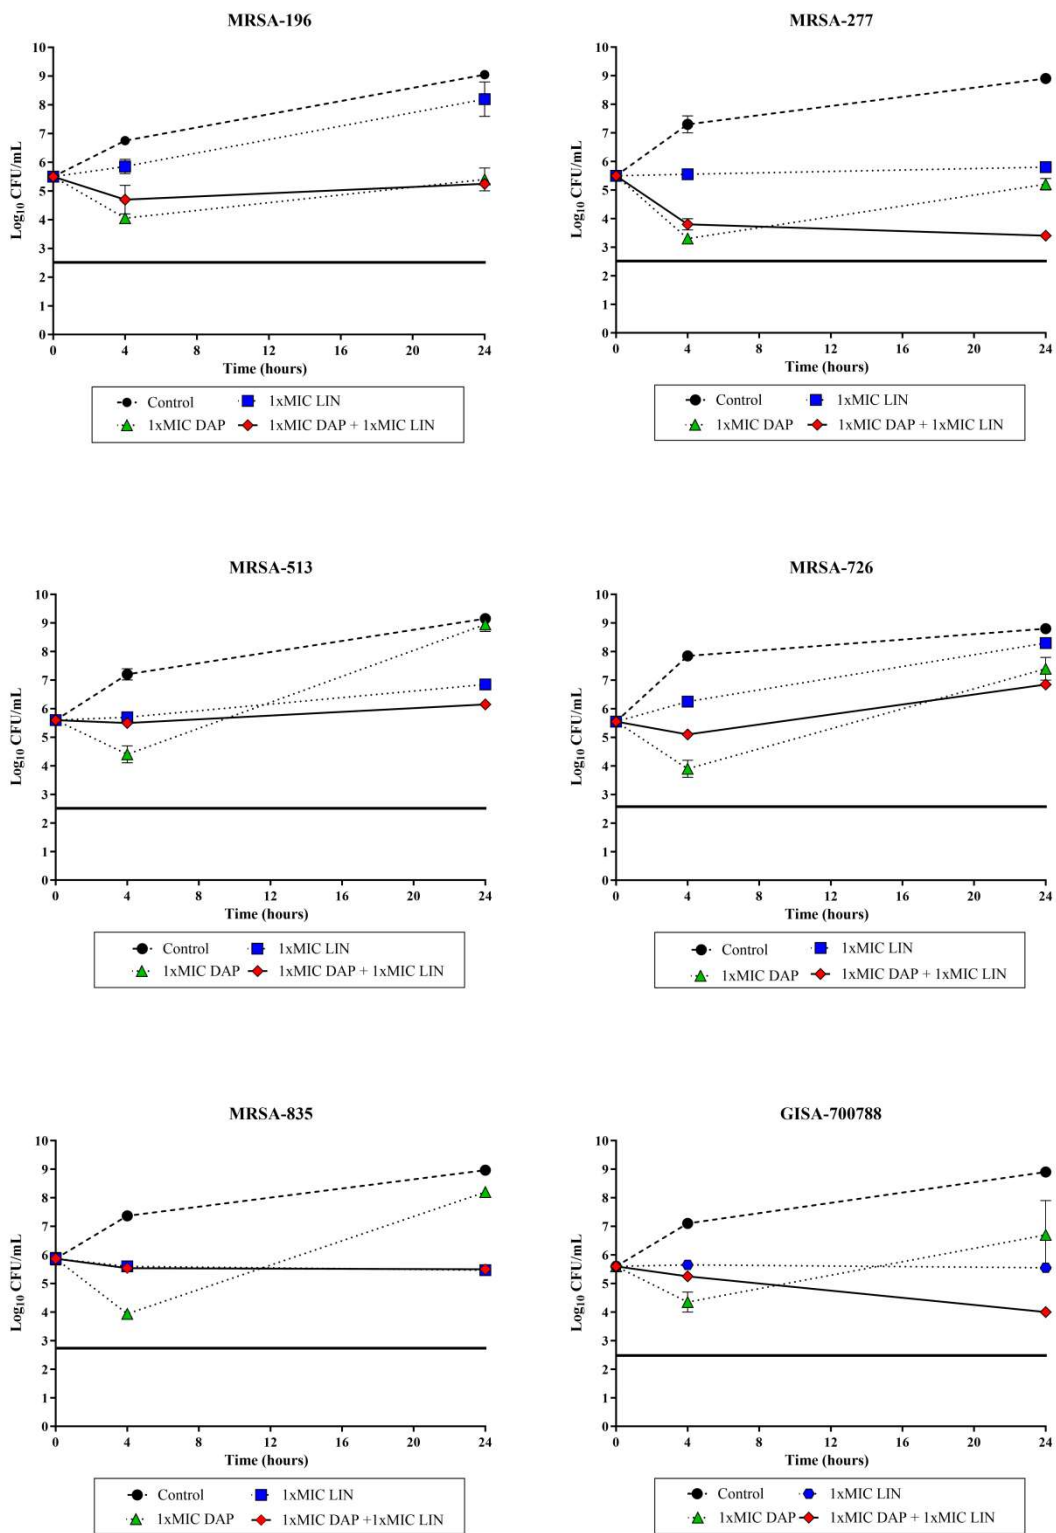 MRSA-196
10
9
8
7
6
5
4
3
2
1
0
Log10 CFU/mL
0 4 8 12 16 20 24
Time (hours)
Control 1xMIC LIN
1xMIC DAP 1xMIC DAP + 1xMIC LIN
MRSA-277
10
9
8
7
6
5
4
3
2
1
0
Log10 CFU/mL
0 4 8 12 16 20 24
Time (hours)
Control 1xMIC LIN
1xMIC DAP 1xMIC DAP + 1xMIC LIN
MRSA-513
10
9
8
7
6
5
4
3
2
1
0
Log10 CFU/mL
0 4 8 12 16 20 24
Time (hours)
Control 1xMIC LIN
1xMIC DAP 1xMIC DAP + 1xMIC LIN
MRSA-726
10
9
8
7
6
5
4
3
2
1
0
Log10 CFU/mL
0 4 8 12 16 20 24
Time (hours)
Control 1xMIC LIN
1xMIC DAP 1xMIC DAP + 1xMIC LIN
MRSA-835
10
9
8
7
6
5
4
3
2
1
0
Log10 CFU/mL
0 4 8 12 16 20 24
Time (hours)
Control 1xMIC LIN
1xMIC DAP 1xMIC DAP +1xMIC LIN
GISA-700788
10
9
8
7
6
5
4
3
2
1
0
Log10 CFU/mL
0 4 8 12 16 20 24
Time (hours)
Control 1xMIC LIN
1xMIC DAP 1xMIC DAP + 1xMIC LIN